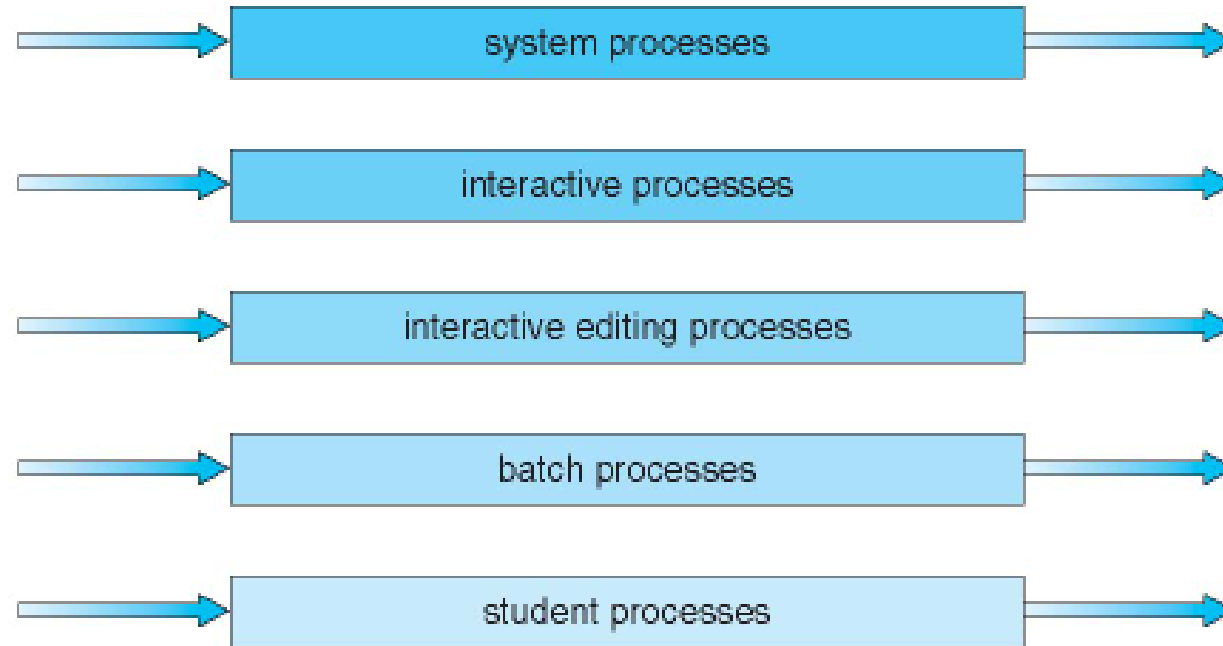 system processes
interactive processes
interactive editing processes
batch processes
student processes